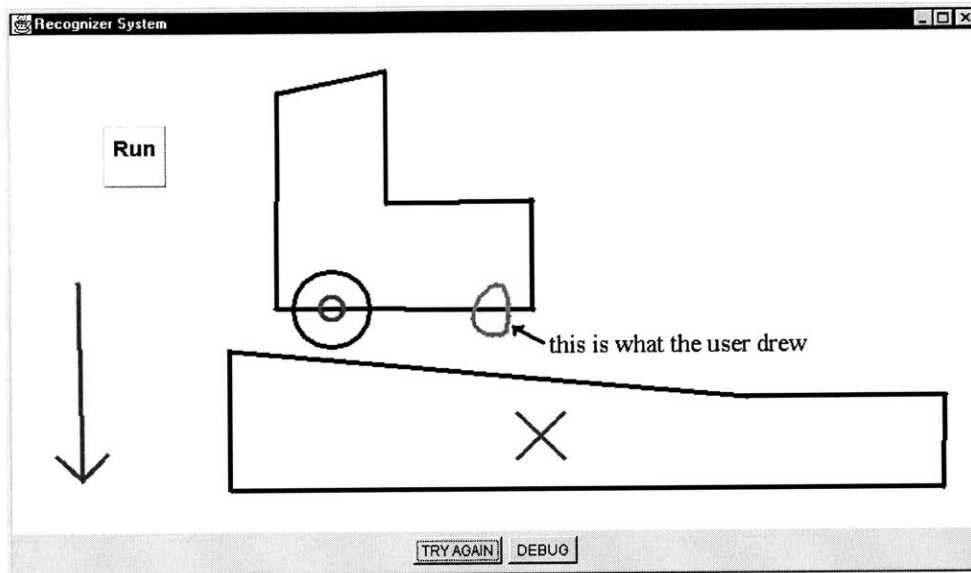 Recognizer System
Run
this is what the user drew
TRY AGAIN DEBUG